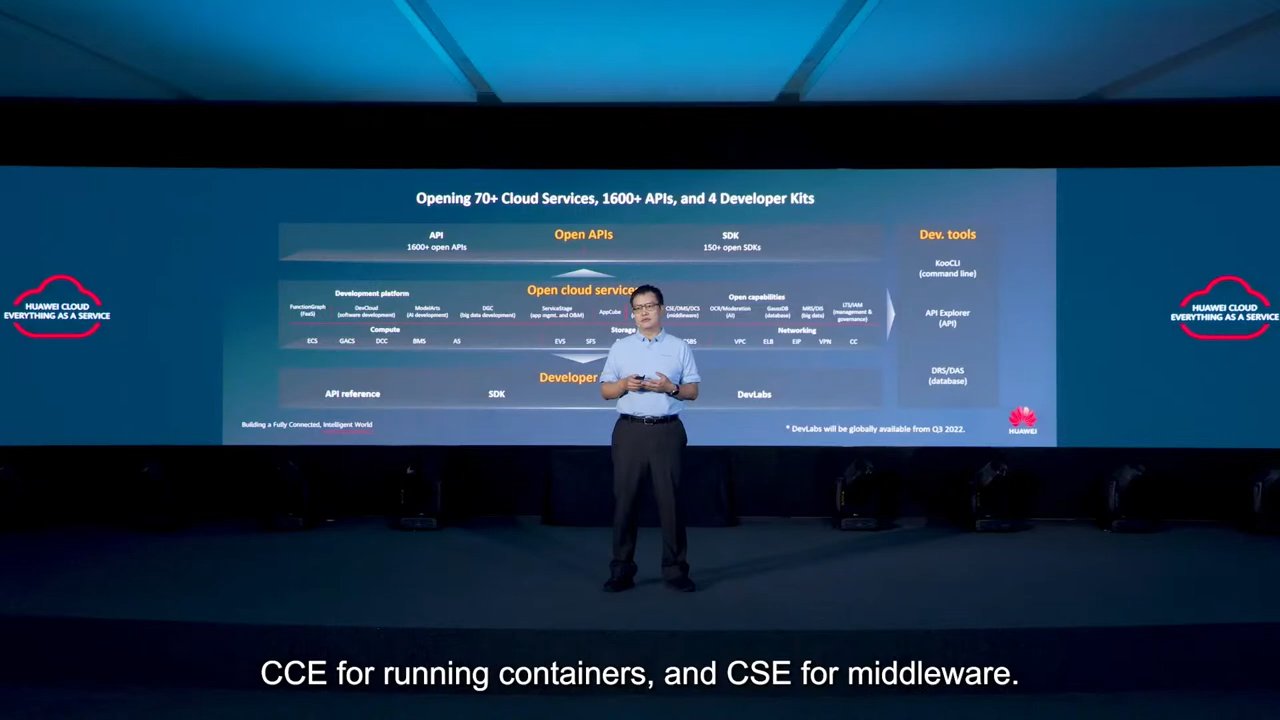 Opening 70+ Cloud Services, 1600+ APIs, and 4 Developer Kits
API
1600+ open APIs
Open APIs
SDK
150+ open SDKs
Dev. tools
KooCLI
(command line)
API Explorer
(API)
DRS/DAS
(database)
Open cloud services
Development platform
Open capabilities
FunctionGraph
(FaaS)
DevCloud
(software development)
ModelArts
(AI development)
DGC
(big data development)
ServiceStage
(app mgmt. and O&M)
AppCube
CSE/DMS/DCS
(middleware)
OCR/Moderation
(AI)
GaussDB
(database)
MRS/DIS
(big data)
LTS/IAM
(management &
governance)
Compute
Storage
Networking
ECS GACS DCC BMS AS EVS SFS VPC ELB EIP VPN CC
Developer
API reference
SDK
DevLabs
Building a Fully Connected, Intelligent World
* DevLabs will be globally available from Q3 2022.
HUAWEI
HUAWEI CLOUD
EVERYTHING AS A SERVICE
HUAWEI CLOUD
EVERYTHING AS A SERVICE
CCE for running containers, and CSE for middleware.